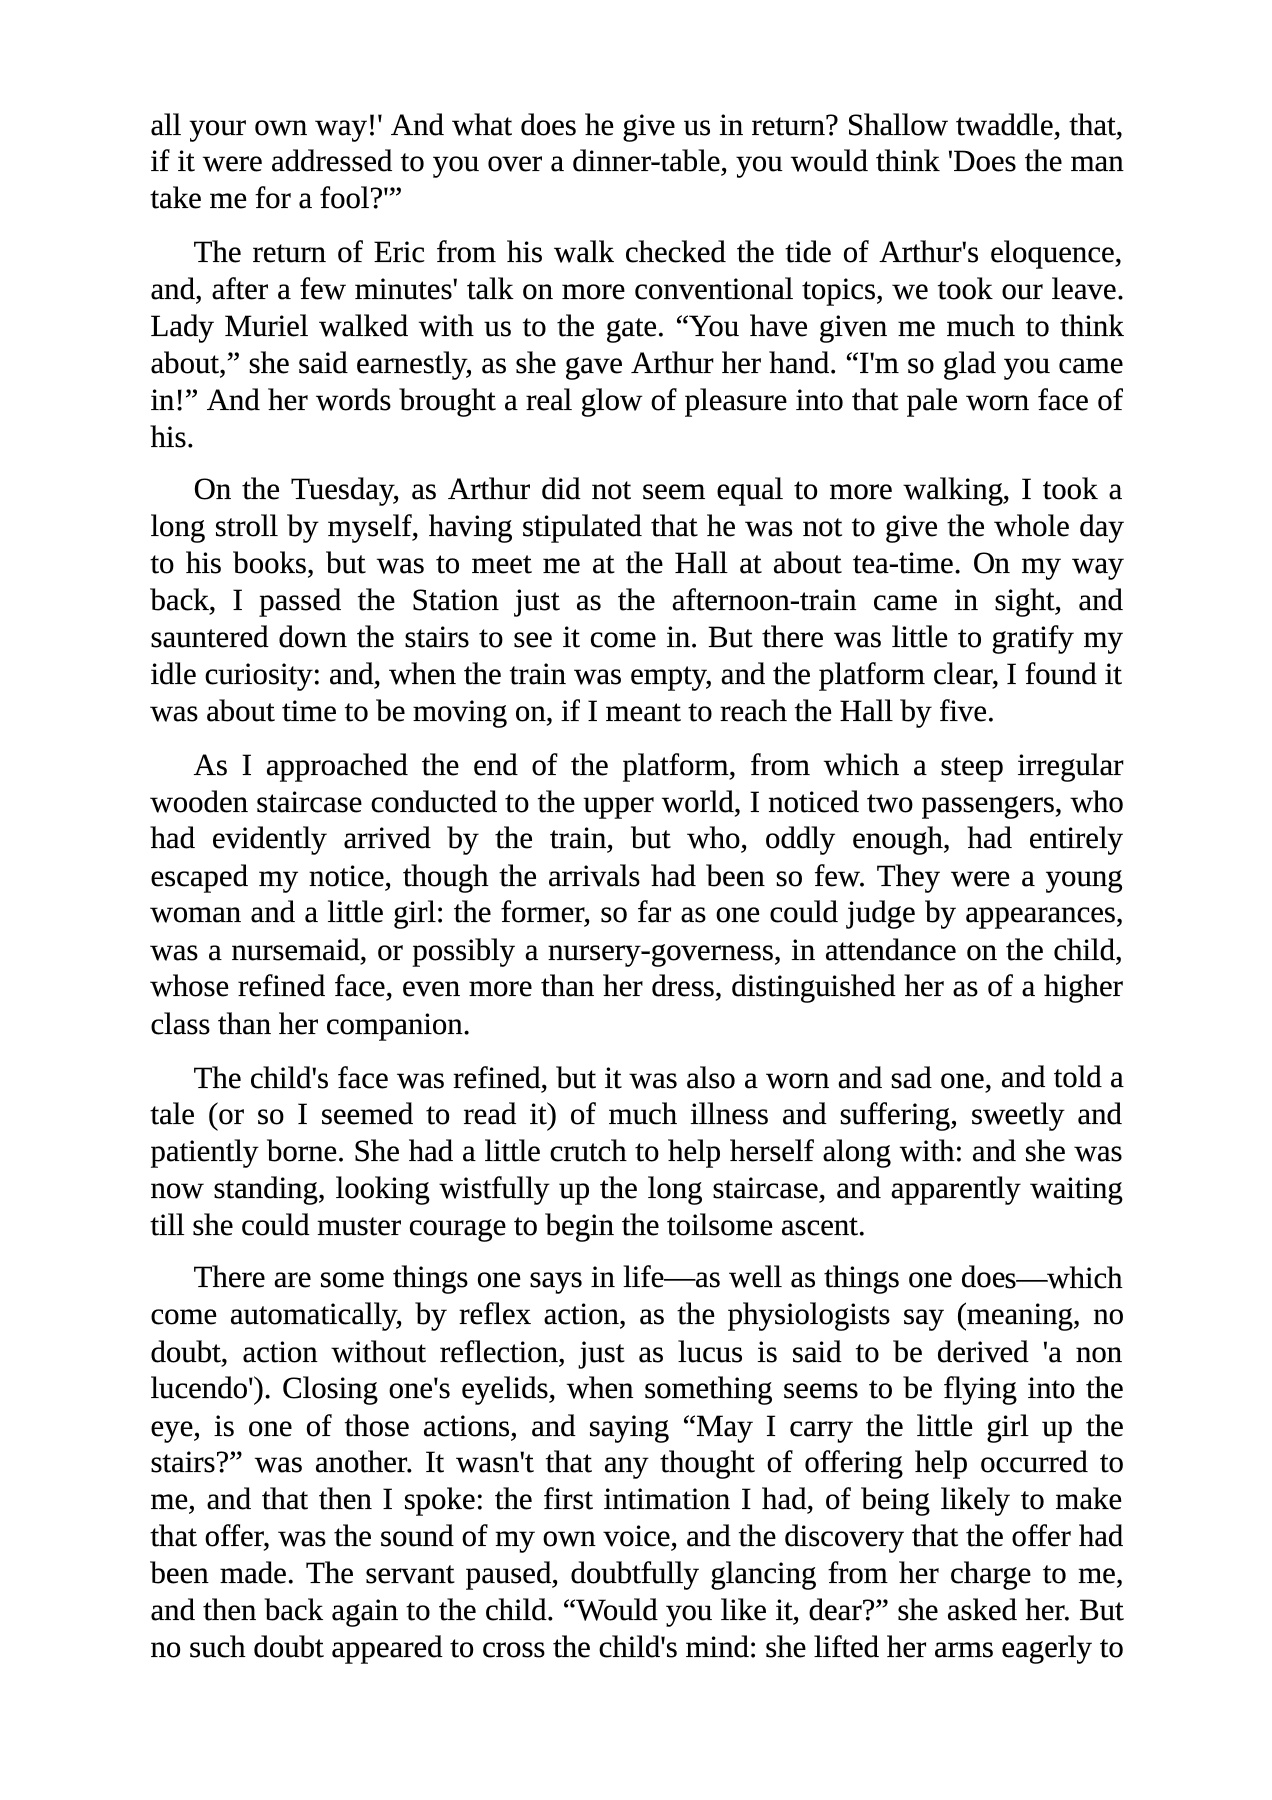 all your own way!' And what does he give us in return? Shallow twaddle, that,
if it were addressed to you over a dinner-table, you would think 'Does the man
take me for a fool?'”
The return of Eric from his walk checked the tide of Arthur's eloquence,
and, after a few minutes' talk on more conventional topics, we took our leave.
Lady Muriel walked with us to the gate. “You have given me much to think
about,” she said earnestly, as she gave Arthur her hand. “I'm so glad you came
in!” And her words brought a real glow of pleasure into that pale worn face of
his.
On the Tuesday, as Arthur did not seem equal to more walking, I took a
long stroll by myself, having stipulated that he was not to give the whole day
to his books, but was to meet me at the Hall at about tea-time. On my way
back, I passed the Station just as the afternoon-train came in sight, and
sauntered down the stairs to see it come in. But there was little to gratify my
idle curiosity: and, when the train was empty, and the platform clear, I found it
was about time to be moving on, if I meant to reach the Hall by five.
As I approached the end of the platform, from which a steep irregular
wooden staircase conducted to the upper world, I noticed two passengers, who
had evidently arrived by the train, but who, oddly enough, had entirely
escaped my notice, though the arrivals had been so few. They were a young
woman and a little girl: the former, so far as one could judge by appearances,
was a nursemaid, or possibly a nursery-governess, in attendance on the child,
whose refined face, even more than her dress, distinguished her as of a higher
class than her companion.
The child's face was refined, but it was also a worn and sad one, and told a
tale (or so I seemed to read it) of much illness and suffering, sweetly and
patiently borne. She had a little crutch to help herself along with: and she was
now standing, looking wistfully up the long staircase, and apparently waiting
till she could muster courage to begin the toilsome ascent.
There are some things one says in life—as well as things one does—which
come automatically, by reflex action, as the physiologists say (meaning, no
doubt, action without reflection, just as lucus is said to be derived 'a non
lucendo'). Closing one's eyelids, when something seems to be flying into the
eye, is one of those actions, and saying “May I carry the little girl up the
stairs?” was another. It wasn't that any thought of offering help occurred to
me, and that then I spoke: the first intimation I had, of being likely to make
that offer, was the sound of my own voice, and the discovery that the offer had
been made. The servant paused, doubtfully glancing from her charge to me,
and then back again to the child. “Would you like it, dear?” she asked her. But
no such doubt appeared to cross the child's mind: she lifted her arms eagerly to